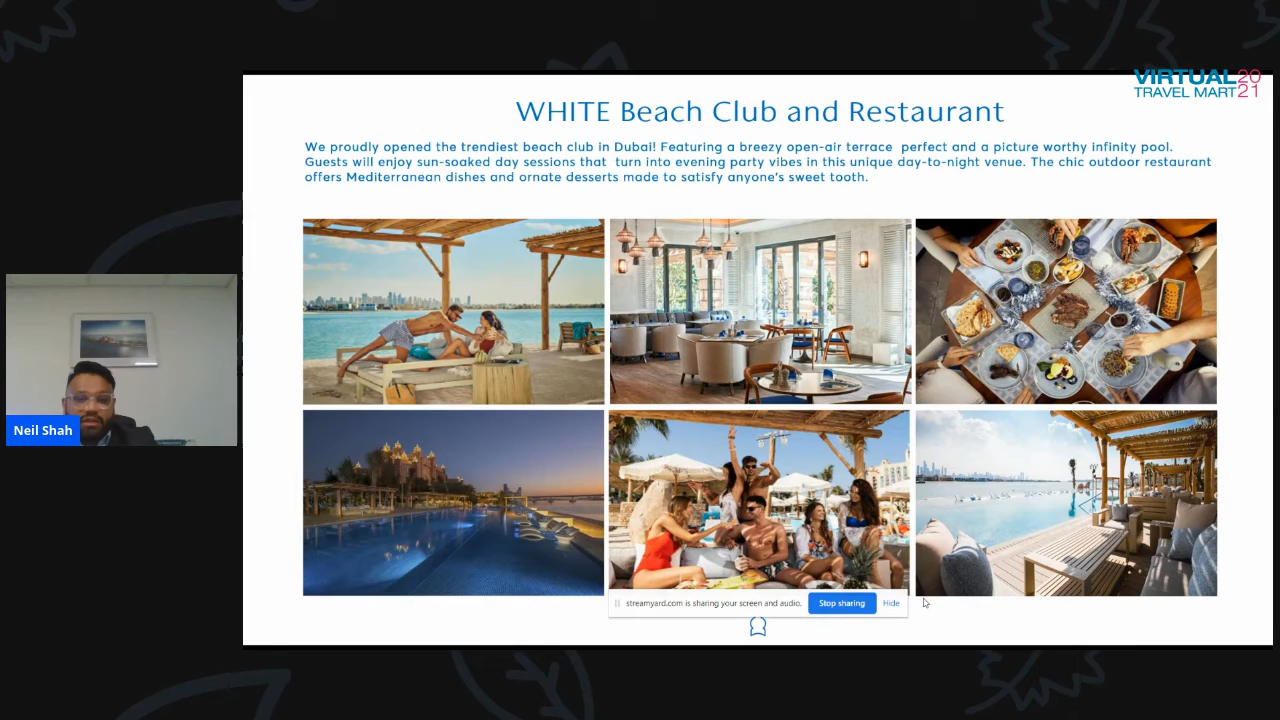 VIRTUAL 20
TRAVEL MART 21
WHITE Beach Club and Restaurant
We proudly opened the trendiest beach club in Dubai! Featuring a breezy open-air terrace perfect and a picture worthy infinity pool.
Guests will enjoy sun-soaked day sessions that turn into evening party vibes in this unique day-to-night venue. The chic outdoor restaurant
offers Mediterranean dishes and ornate desserts made to satisfy anyone's sweet tooth.
Neil Shah
streamyard.com is sharing your screen and audio.
Stop sharing
Hide